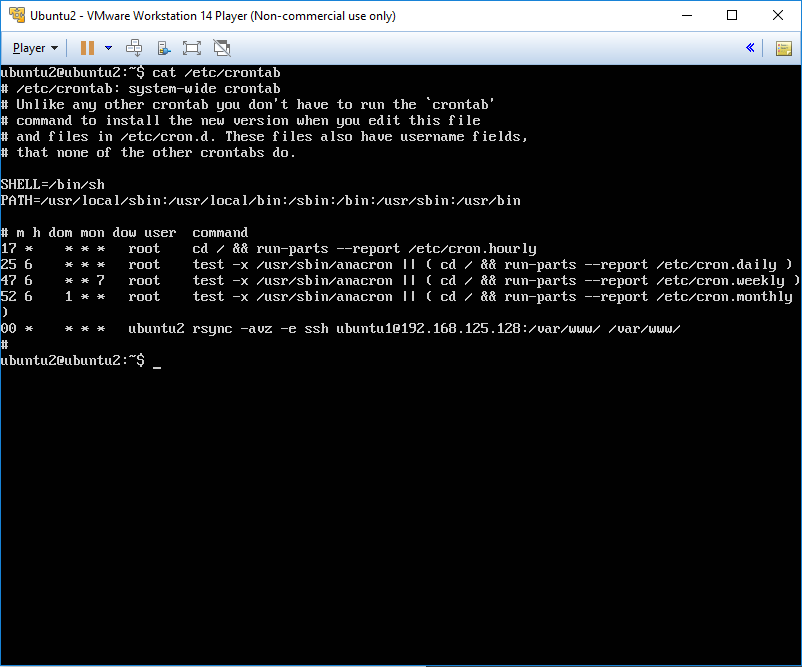 Ubuntu2 - VMware Workstation 14 Player (Non-commercial use only)
Player
ubuntu2@ubuntu2:~$ cat /etc/crontab
# /etc/crontab: system-wide crontab
# Unlike any other crontab you don't have to run the `crontab'
# command to install the new version when you edit this file
# and files in /etc/cron.d. These files also have username fields,
# that none of the other crontabs do.
SHELL=/bin/sh
PATH=/usr/local/sbin:/usr/local/bin:/sbin:/bin:/usr/sbin:/usr/bin
# m h dom mon dow user  command
17 *    * * *   root    cd / && run-parts --report /etc/cron.hourly
25 6    * * *   root    test -x /usr/sbin/anacron || ( cd / && run-parts --report /etc/cron.daily )
47 6    * * 7   root    test -x /usr/sbin/anacron || ( cd / && run-parts --report /etc/cron.weekly )
52 6    1 * *   root    test -x /usr/sbin/anacron || ( cd / && run-parts --report /etc/cron.monthly
)
00 *    * * *   ubuntu2 rsync -avz -e ssh ubuntu1@192.168.125.128:/var/www/ /var/www/
#
ubuntu2@ubuntu2:~$ _